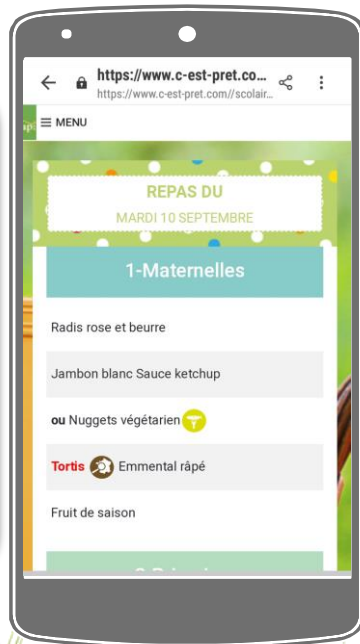 https://www.c-est-pret.co...
https://www.c-est-pret.com//scolair...
MENU
REPAS DU
MARDI 10 SEPTEMBRE
1-Maternelles
Radis rose et beurre
Jambon blanc Sauce ketchup
ou Nuggets végétarien
Tortis Emmental râpé
Fruit de saison